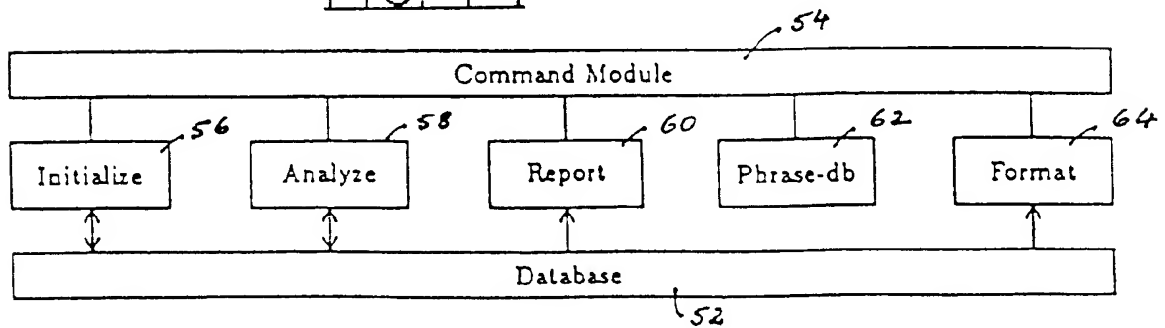 54
Command Module
56 58 60 62 64
Initialize Analyze Report Phrase-db Format
Database
52